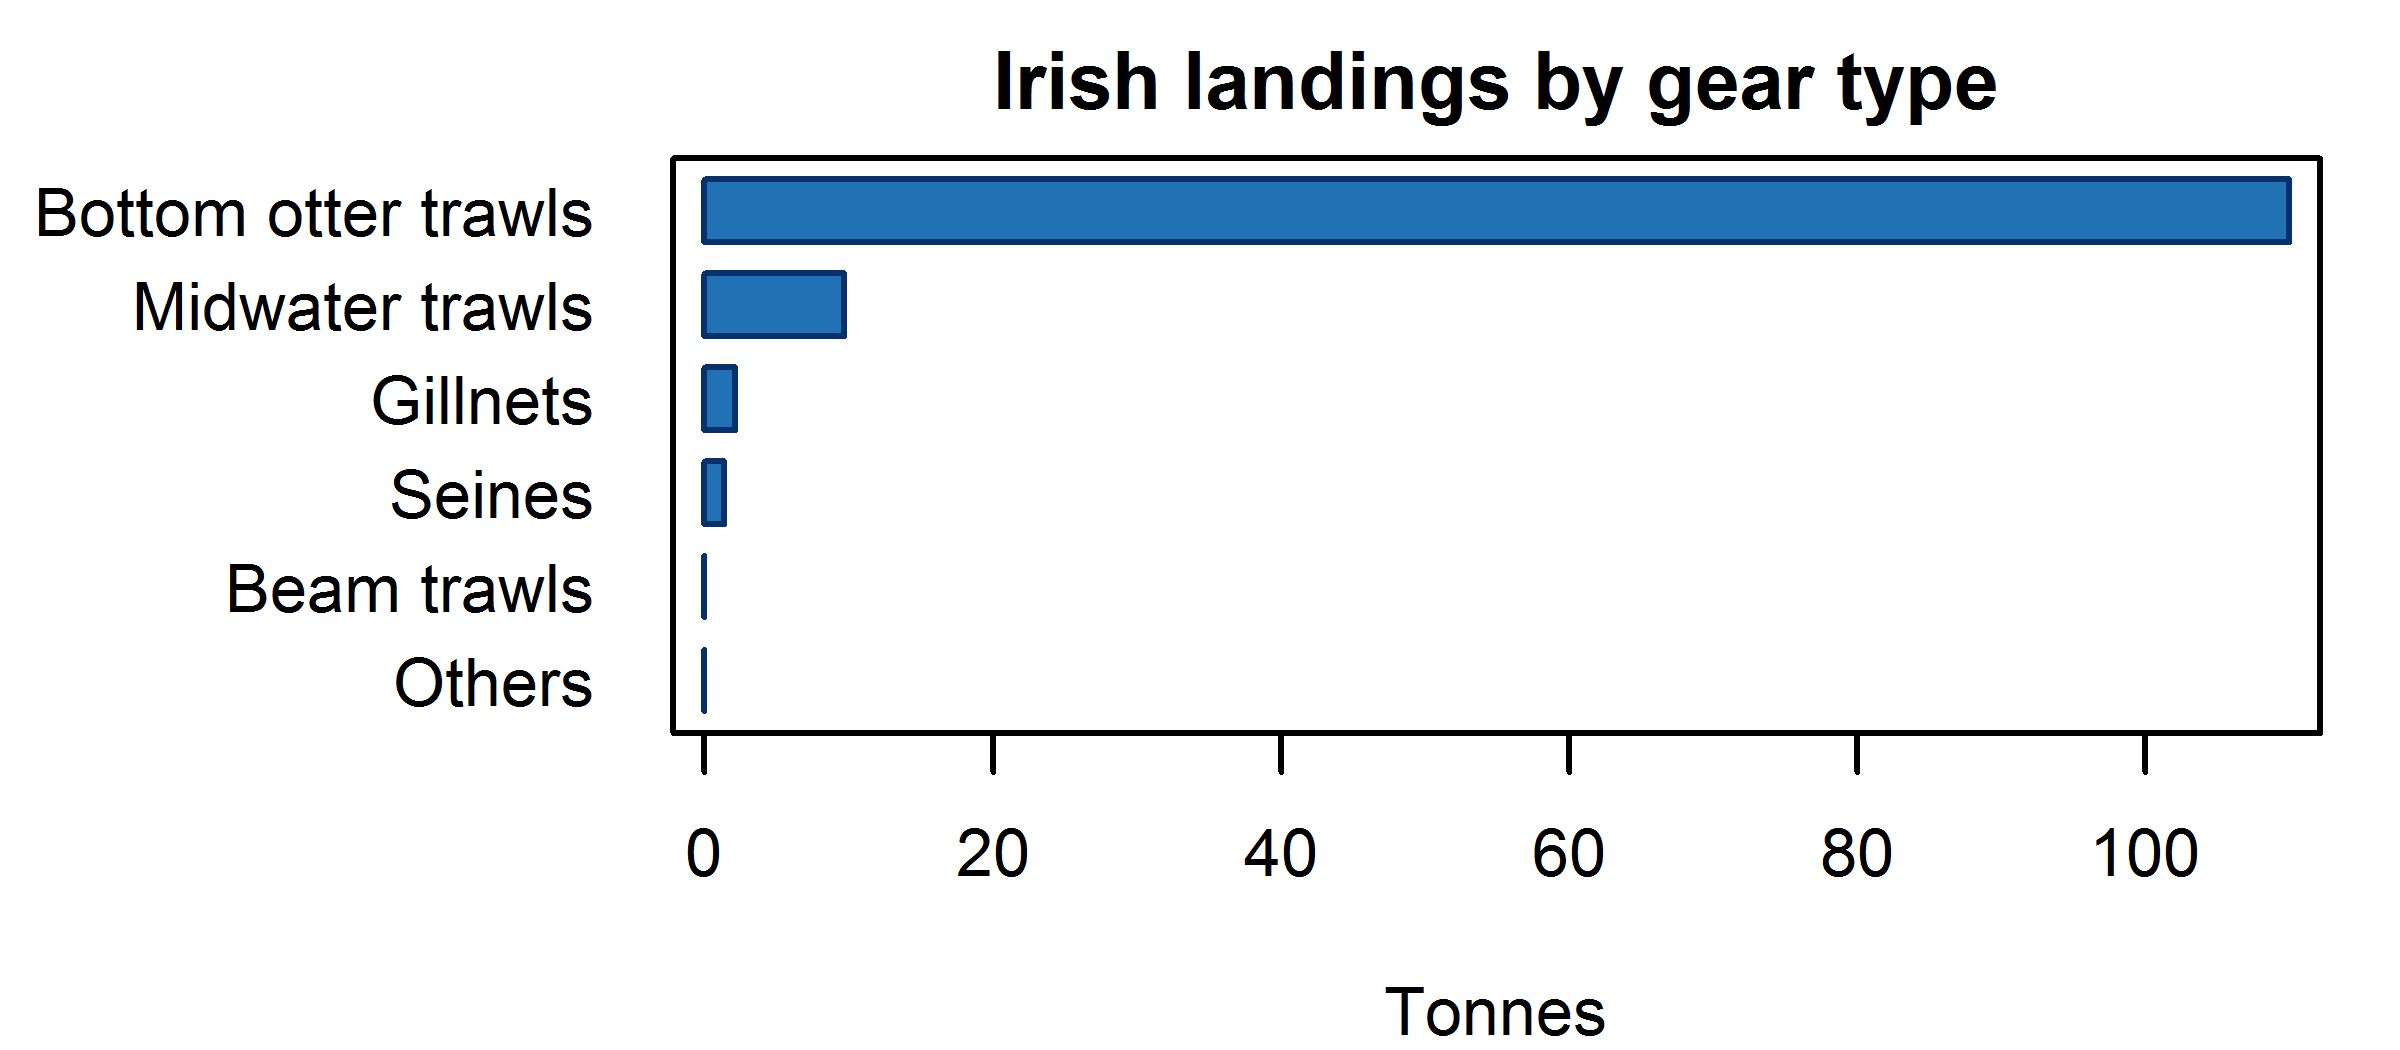 Irish landings by gear type
Bottom otter trawls
Midwater trawls
Gillnets
Seines
Beam trawls
Others
0 20 40 60 80 100
Tonnes